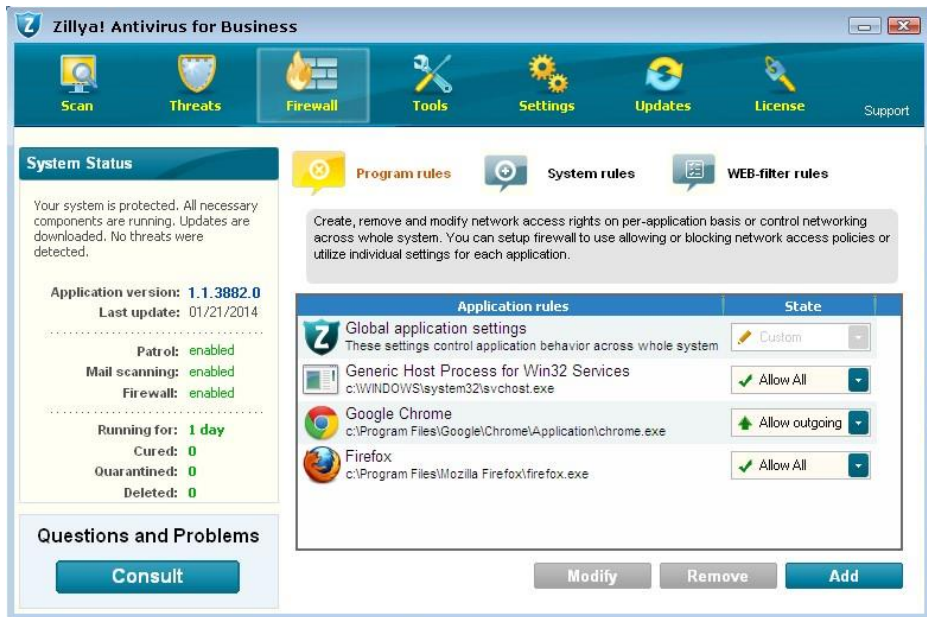 Zillya! Antivirus for Business
Scan
Threats
Firewall
Tools
Settings
Updates
License
Support
System Status
Your system is protected. All necessary
components are running. Updates are
downloaded. No threats were
detected.
Application version: 1.1.3882.0
Last update: 01/21/2014
Patrol: enabled
Mail scanning: enabled
Firewall: enabled
Running for: 1 day
Cured: 0
Quarantined: 0
Deleted: 0
Questions and Problems
Consult
Program rules
System rules
WEB-filter rules
Create, remove and modify network access rights on per-application basis or control networking
across whole system. You can setup firewall to use allowing or blocking network access policies or
utilize individual settings for each application.
Application rules
State
Global application settings
These settings control application behavior across whole system
Custom
Generic Host Process for Win32 Services
c:\WINDOWS\system32\svchost.exe
Allow All
Google Chrome
c:\Program Files\Google\Chrome\Application\chrome.exe
Allow outgoing
Firefox
c:\Program Files\Mozilla Firefox\firefox.exe
Allow All
Modify
Remove
Add